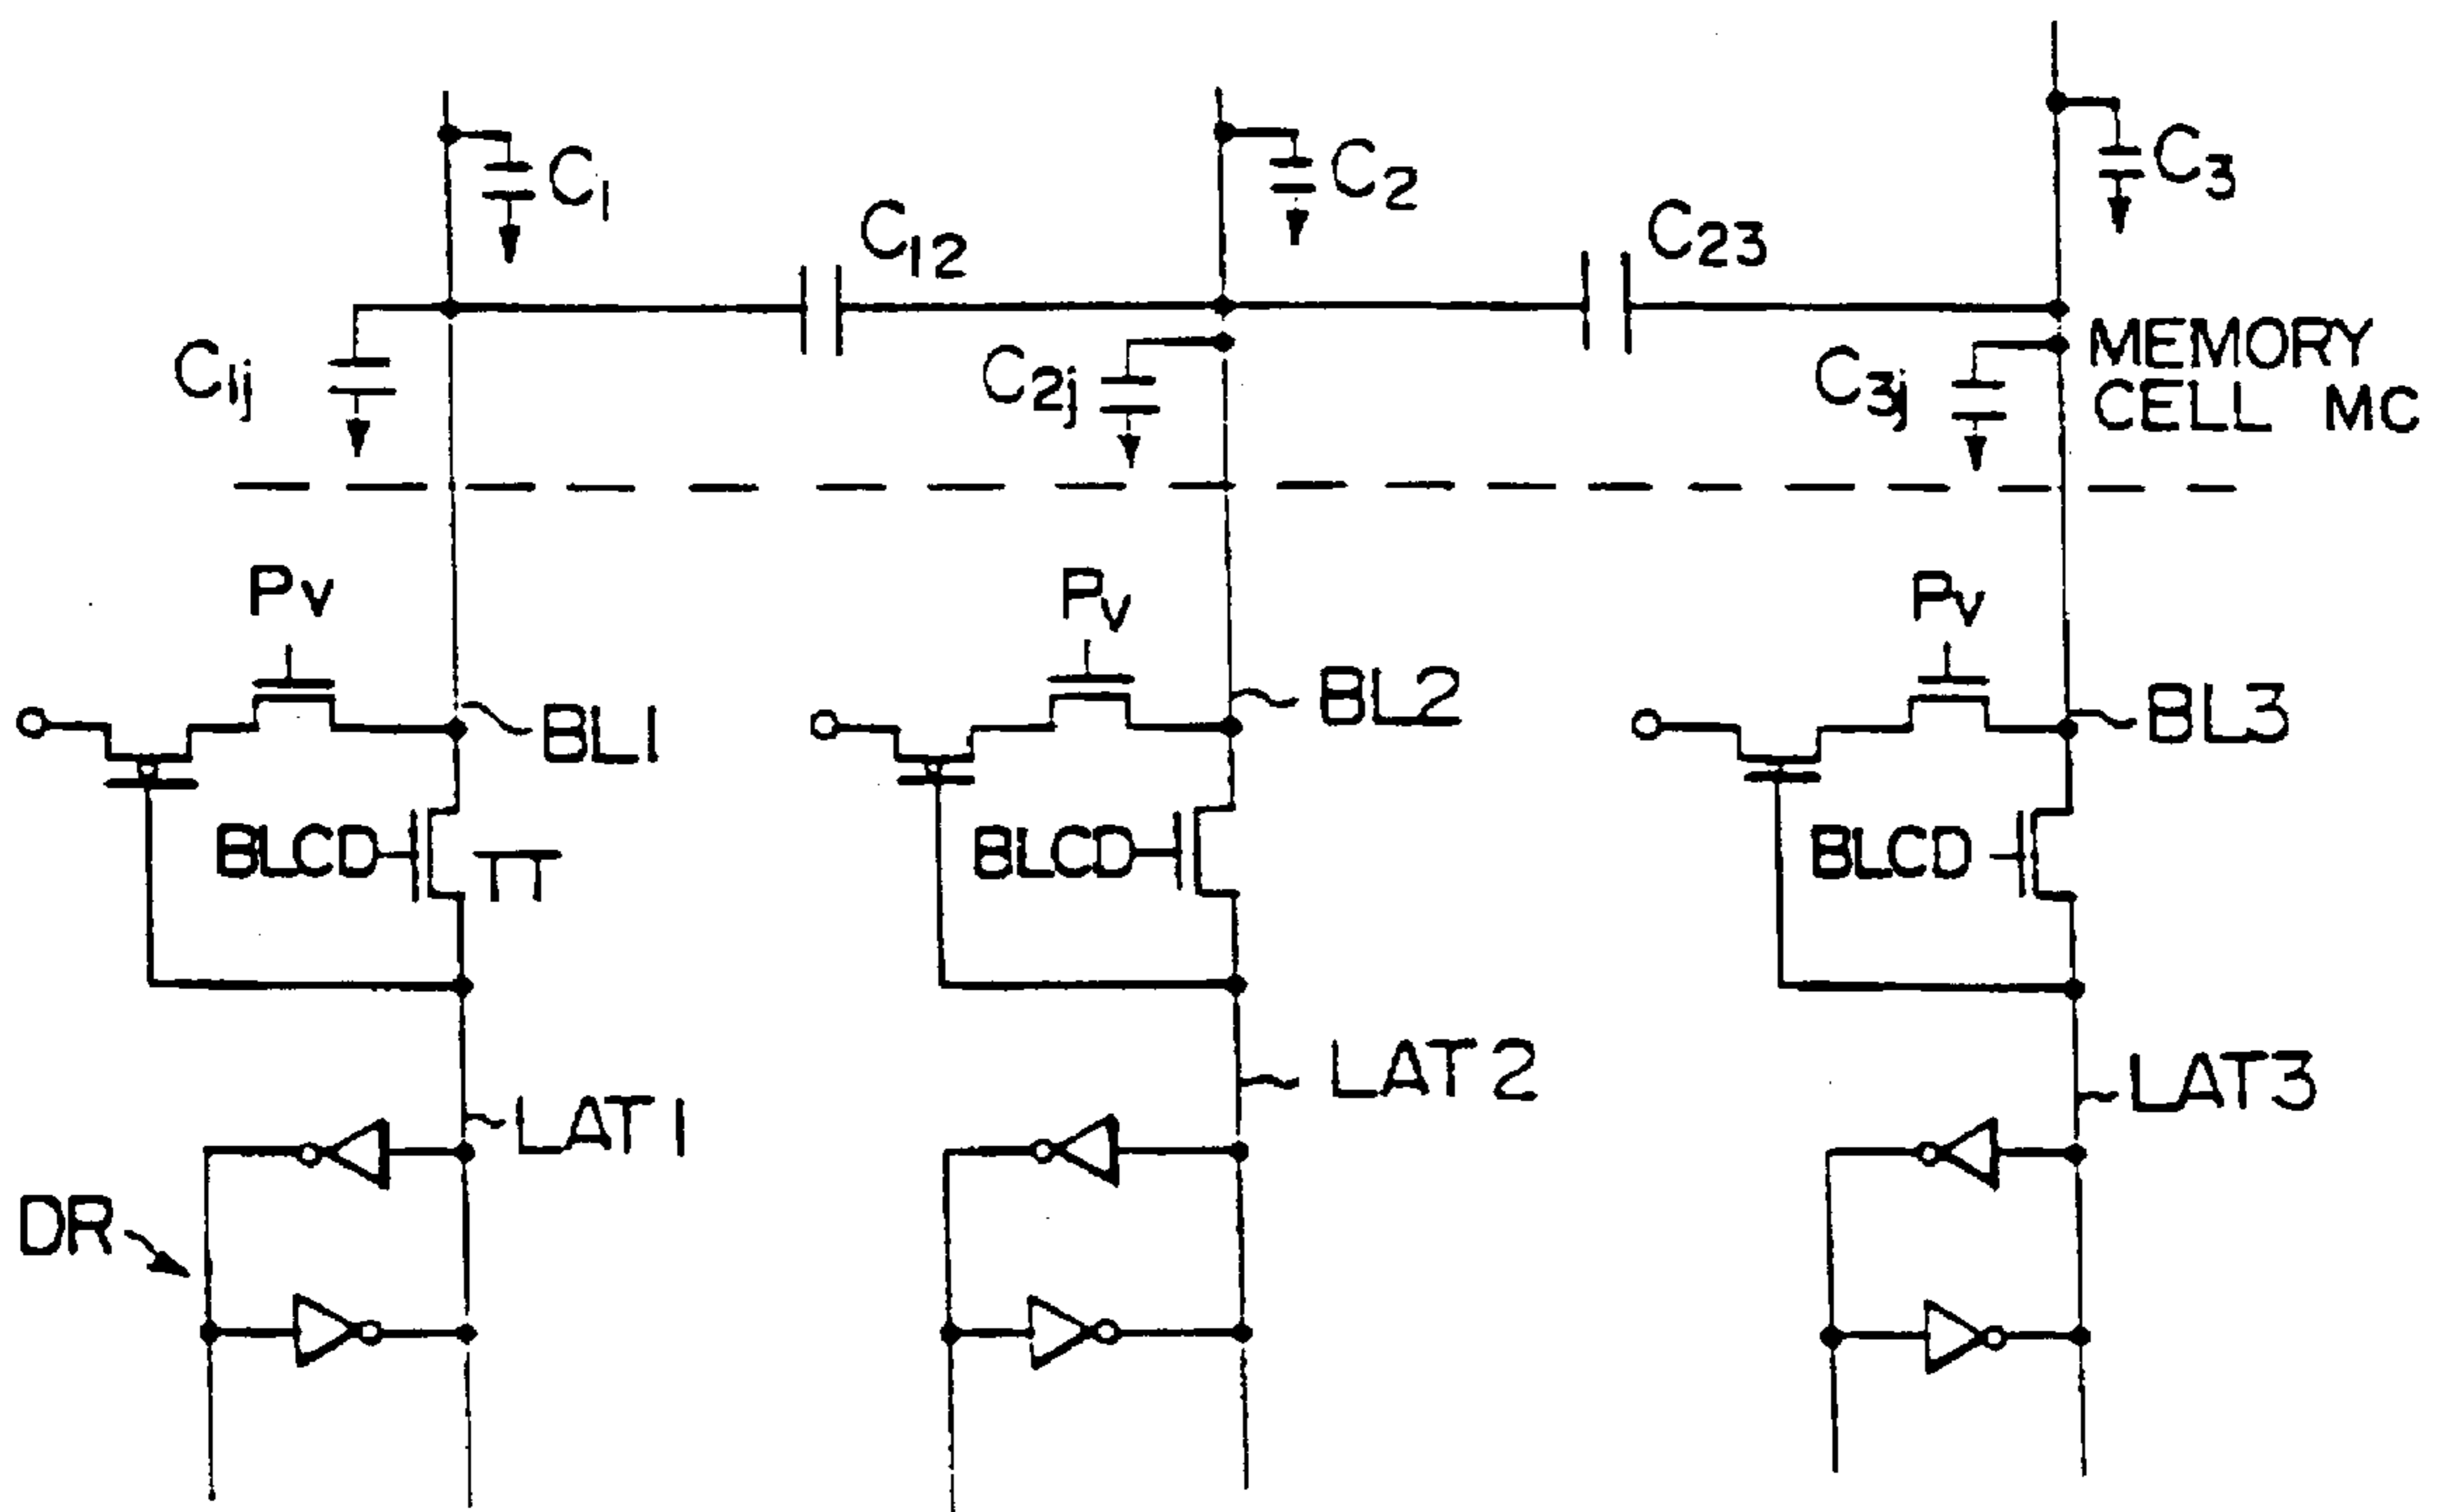 C1
C2
C3
C12
C23
C1j
C2j
C3j
MEMORY
CELL MC
Pv
Pv
Pv
BL1
BL2
BL3
BLCD
TT
BLCD
BLCD
LAT1
LAT2
LAT3
DR